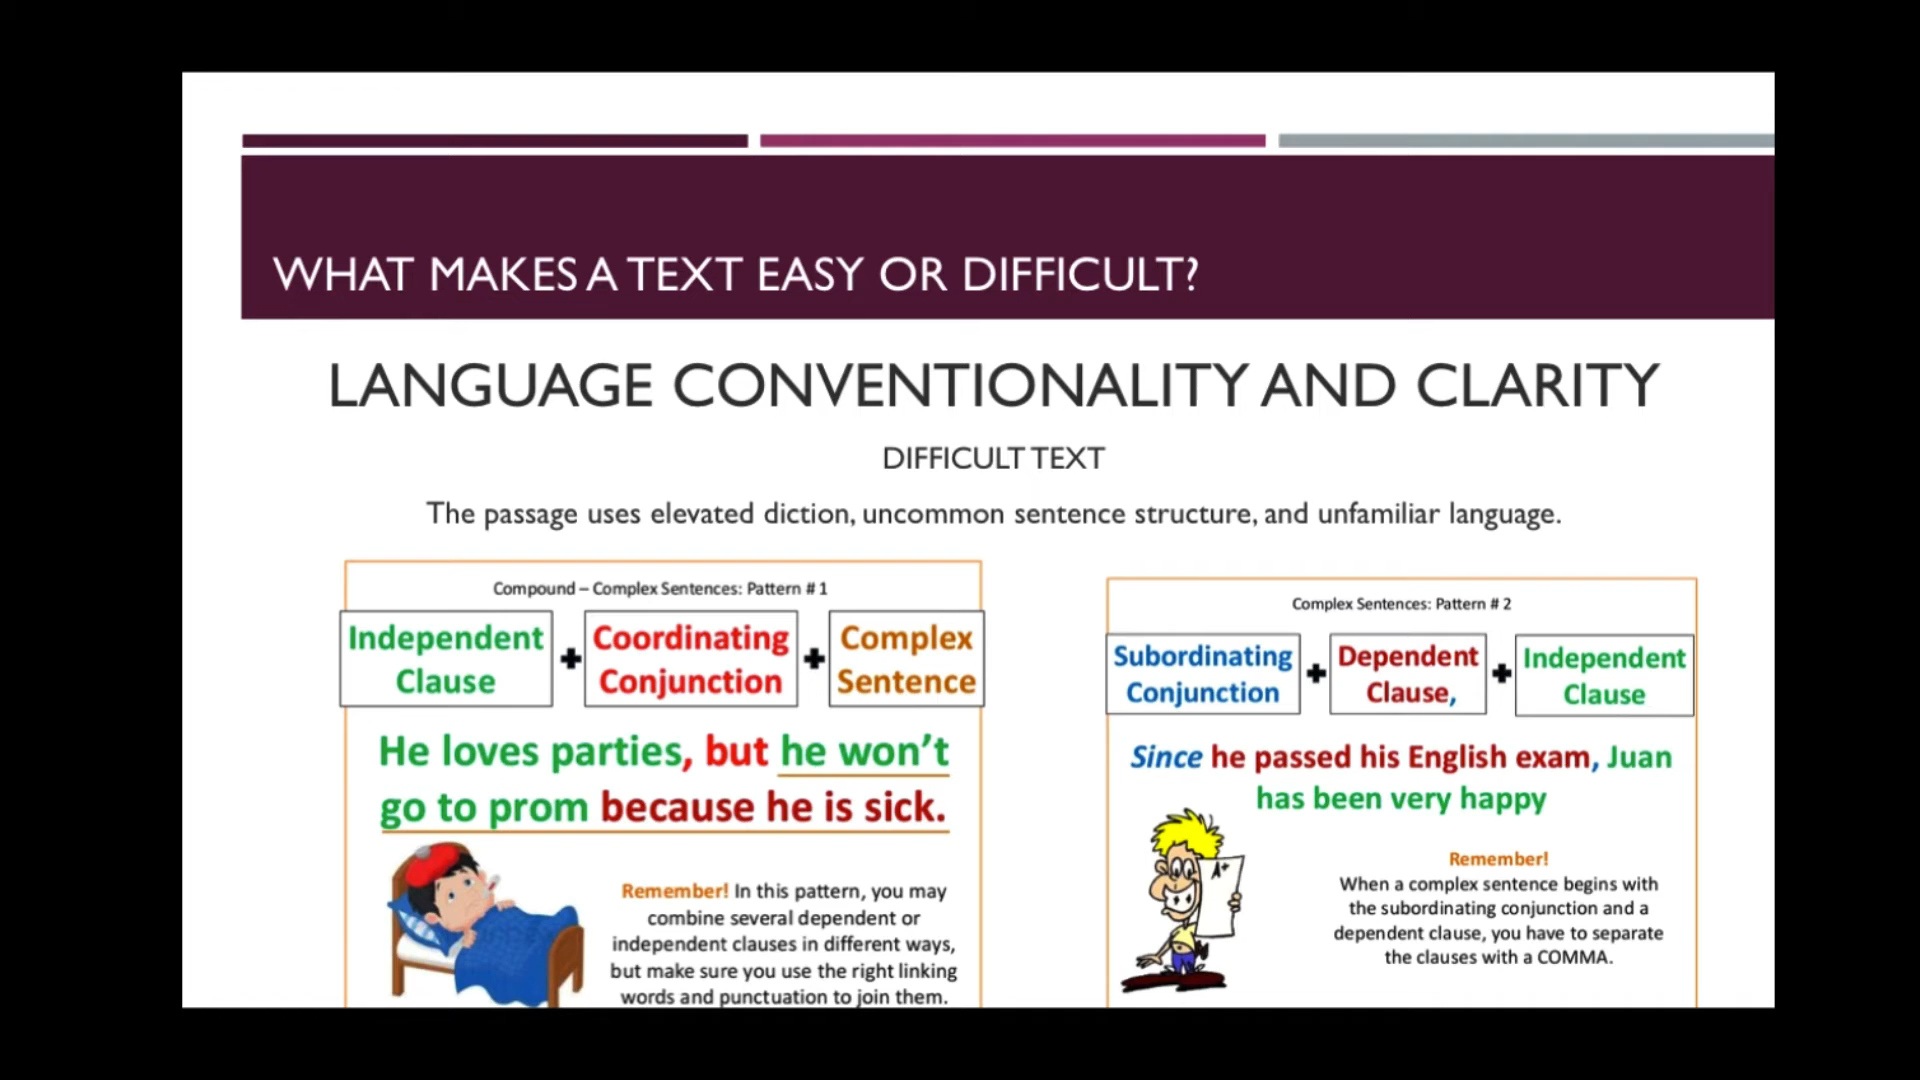 WHAT MAKES A TEXT EASY OR DIFFICULT?
LANGUAGE CONVENTIONALITY AND CLARITY
DIFFICULT TEXT
The passage uses elevated diction, uncommon sentence structure, and unfamiliar language.
Compound – Complex Sentences: Pattern # 1
Independent
Clause
+
Coordinating
Conjunction
+
Complex
Sentence
He loves parties, but he won't
go to prom because he is sick.
Remember! In this pattern, you may
combine several dependent or
independent clauses in different ways,
but make sure you use the right linking
words and punctuation to join them.
Complex Sentences: Pattern # 2
Subordinating
Conjunction
+
Dependent
Clause,
+
Independent
Clause
Since he passed his English exam, Juan
has been very happy
A+
Remember!
When a complex sentence begins with
the subordinating conjunction and a
dependent clause, you have to separate
the clauses with a COMMA.